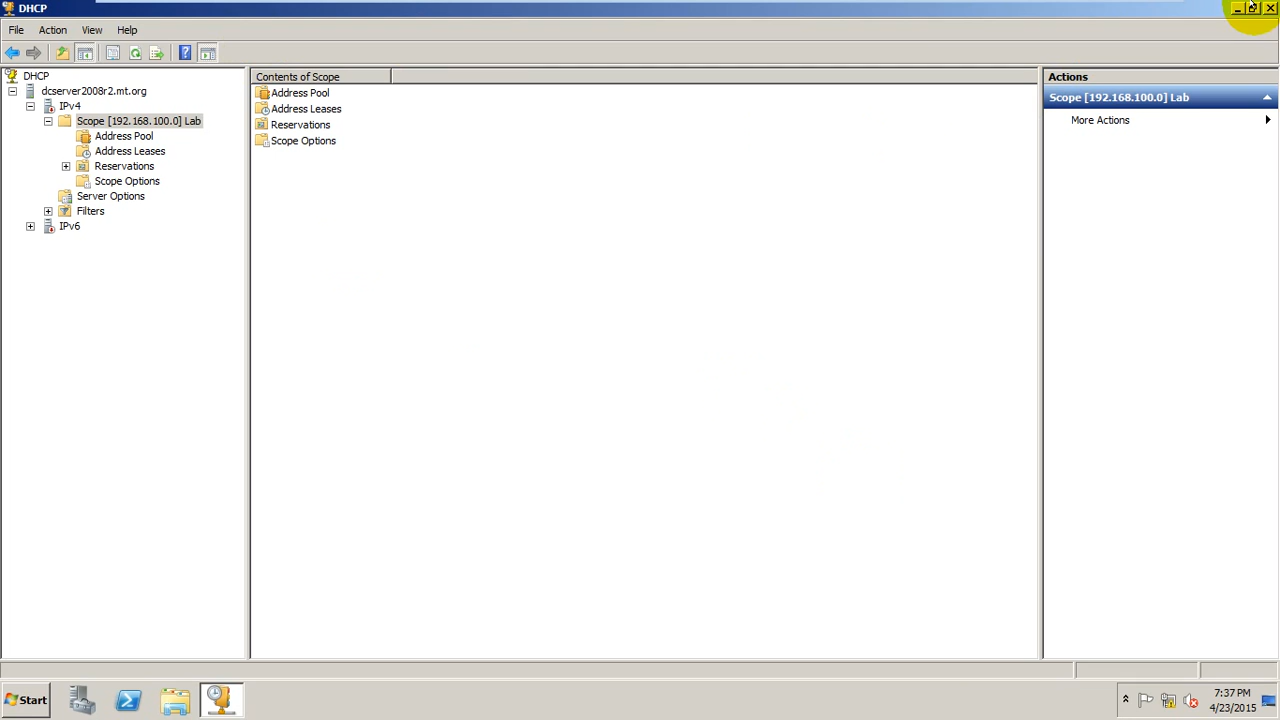 DHCP
File Action View Help
DHCP
dcserver2008r2.mt.org
IPv4
Scope [192.168.100.0] Lab
Address Pool
Address Leases
Reservations
Scope Options
Server Options
Filters
IPv6
Contents of Scope
Address Pool
Address Leases
Reservations
Scope Options
Actions
Scope [192.168.100.0] Lab
More Actions
Start
7:37 PM
4/23/2015